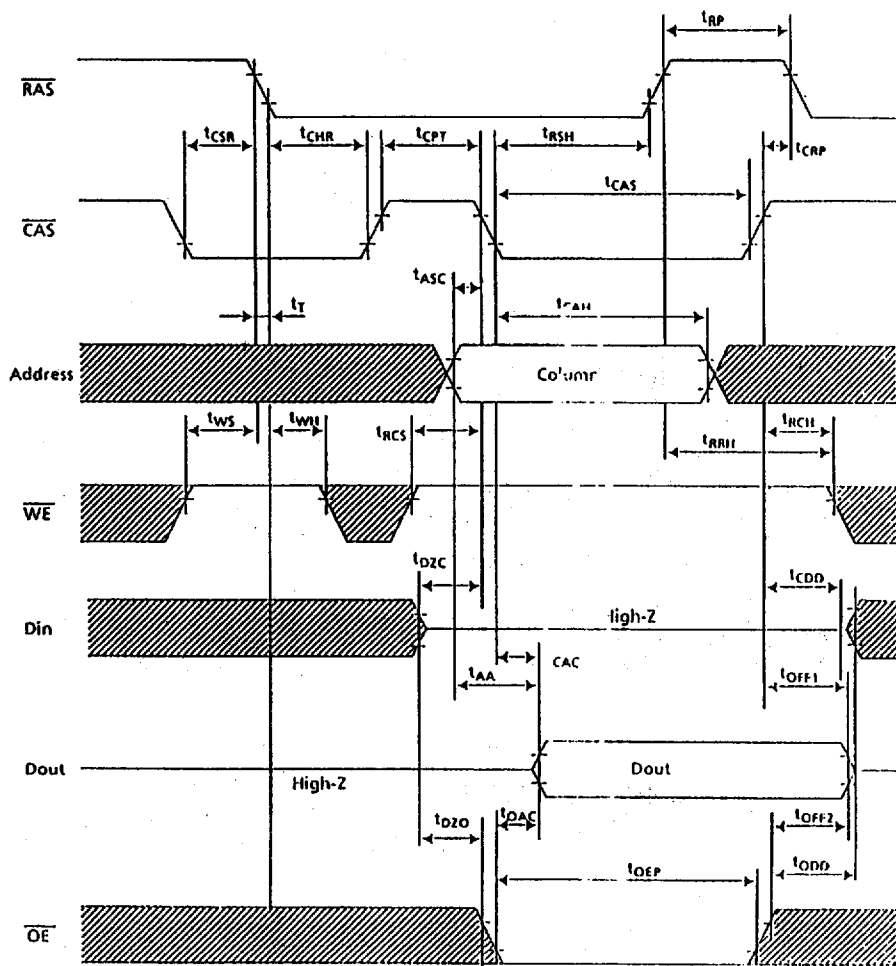 tRP
RAS
tCSR tCHR tCPT tRSH tCRP
tCAS
CAS
tASC
tT tCAH
Address Column
tWS tWH tRCS tRCH
tRRH
WE
tDZC tCDD
Din High-Z
CAC
tAA tOFF1
Dout High-Z Dout
tDZO tOAC tOFF2
tOEP tODD
OE